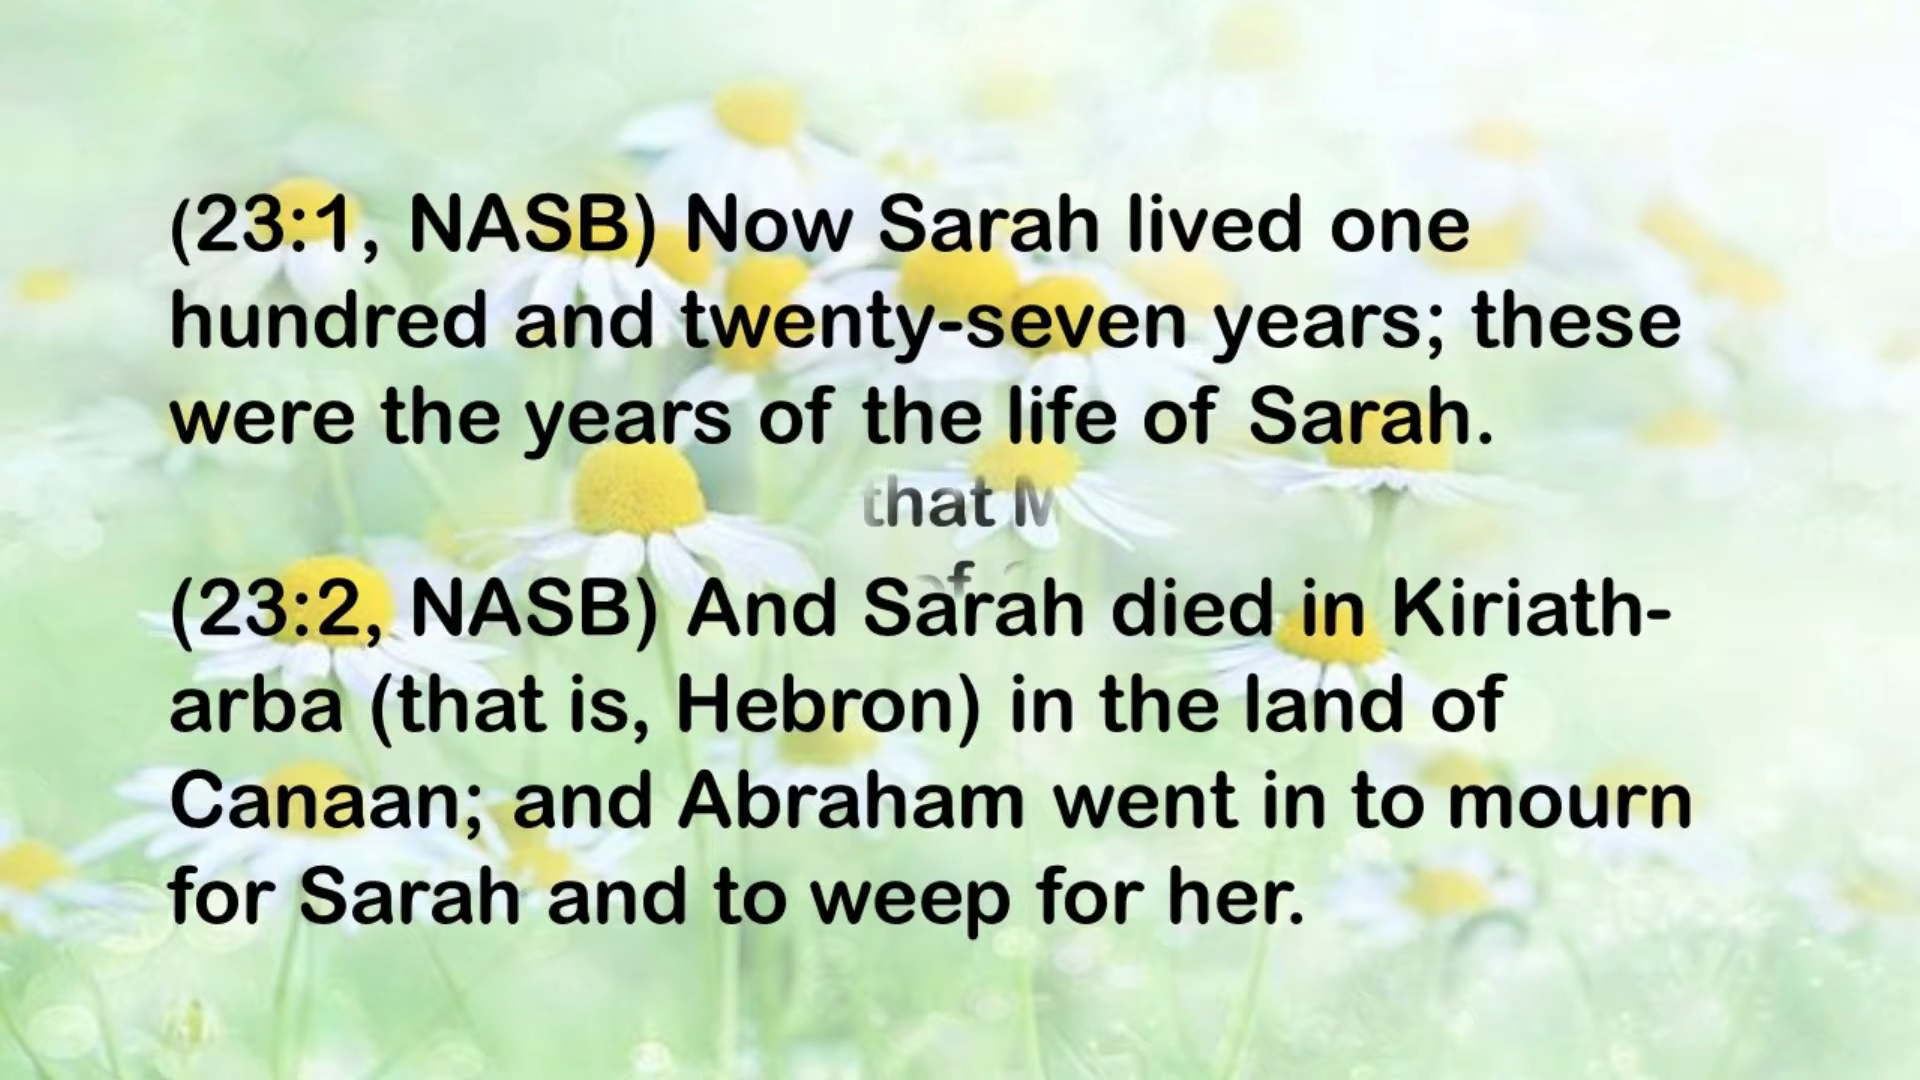 (23:1, NASB) Now Sarah lived one
hundred and twenty-seven years; these
were the years of the life of Sarah.
that
of
(23:2, NASB) And Sarah died in Kiriath-
arba (that is, Hebron) in the land of
Canaan; and Abraham went in to mourn
for Sarah and to weep for her.